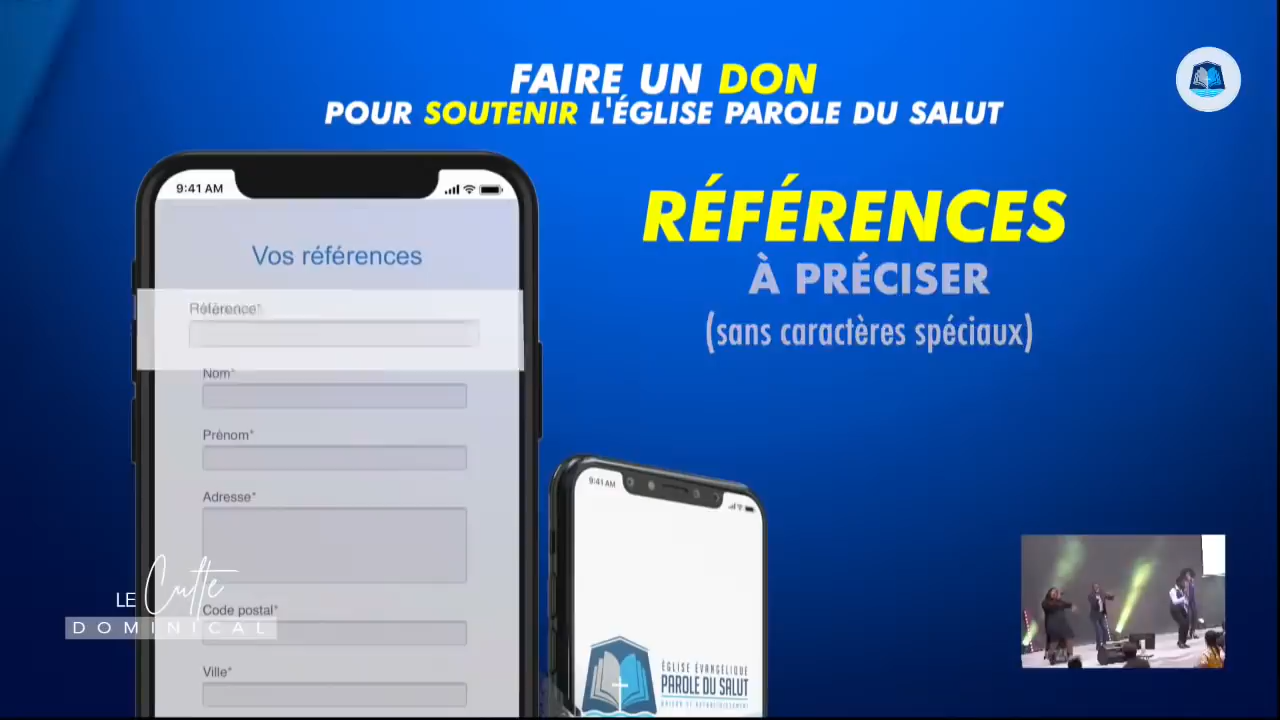 FAIRE UN DON
POUR SOUTENIR L'ÉGLISE PAROLE DU SALUT
RÉFÉRENCES
À PRÉCISER
(sans caractères spéciaux)
9:41 AM
Vos références
Référence*
Nom*
Prénom*
Adresse*
Code postal*
Ville*
LE Culte
DOMINICAL
9:41 AM
ÉGLISE ÉVANGÉLIQUE
PAROLE DU SALUT